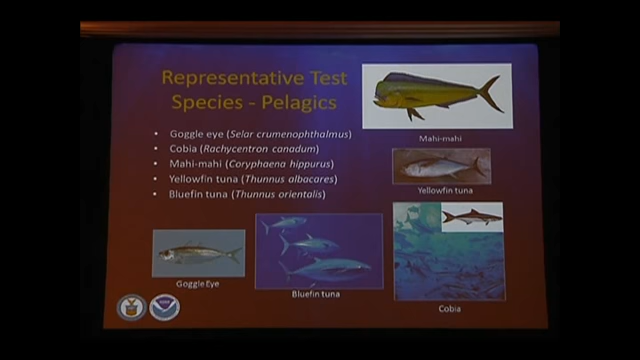 Representative Test
Species - Pelagics
• Goggle eye (Selar crumenophthalmus)
• Cobia (Rachycentron canadum)
• Mahi-mahi (Coryphaena hippurus)
• Yellowfin tuna (Thunnus albacares)
• Bluefin tuna (Thunnus orientalis)
Mahi-mahi
Yellowfin tuna
Goggle Eye
Bluefin tuna
Cobia